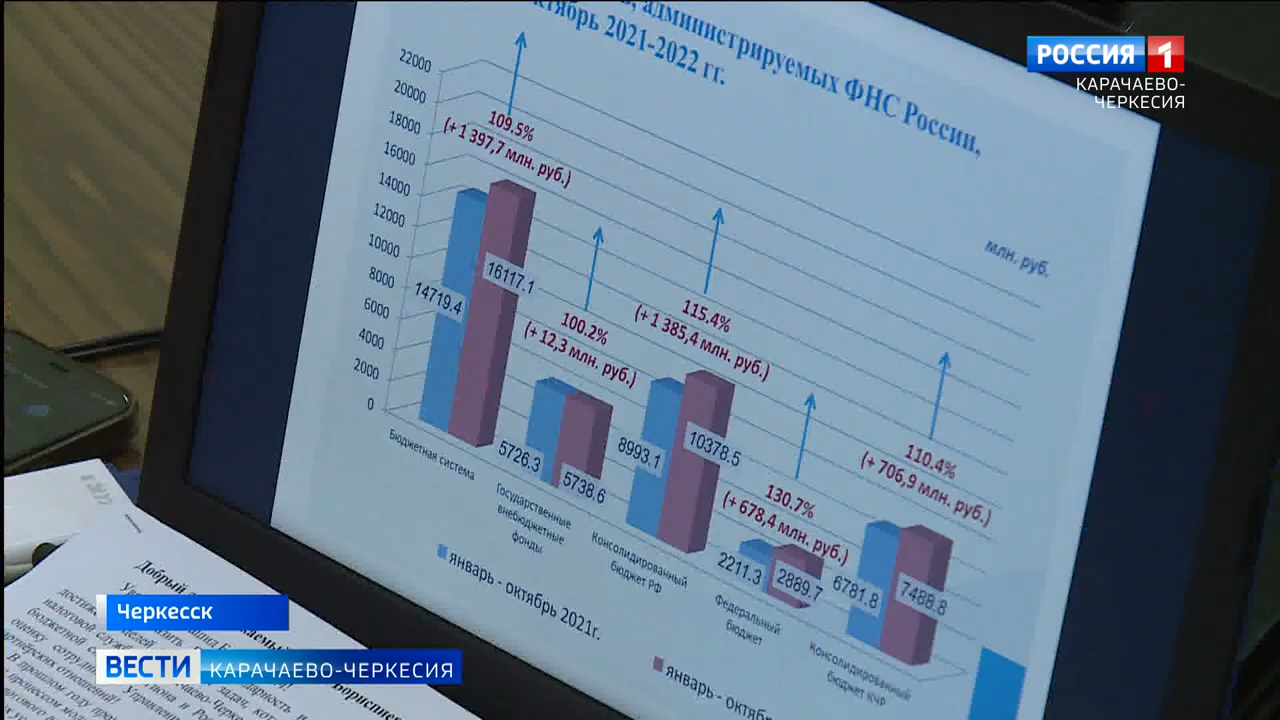 администрируемых ФНС России,
2021-2022 гг.
РОССИЯ 1
КАРАЧАЕВО-
ЧЕРКЕСИЯ
млн. руб.
22000
20000
18000
16000
14000
12000
10000
8000
6000
4000
2000
0
109.5%
(+ 1 397,7 млн. руб.)
100.2%
(+ 12,3 млн. руб.)
115.4%
(+ 1 385,4 млн. руб.)
130.7%
(+ 678,4 млн. руб.)
110.4%
(+ 706,9 млн. руб.)
14719.4
16117.1
5726.3
5738.6
8993.1
10378.5
2211.3
2889.7
6781.8
7488.8
Бюджетная система
Государственные
внебюджетные
фонды
Консолидированный
бюджет РФ
Федеральный
бюджет
Консолидированный
бюджет КЧР
январь - октябрь 2021г.
январь - октябр
Добрый
Черкесск
ВЕСТИ КАРАЧАЕВО-ЧЕРКЕСИЯ